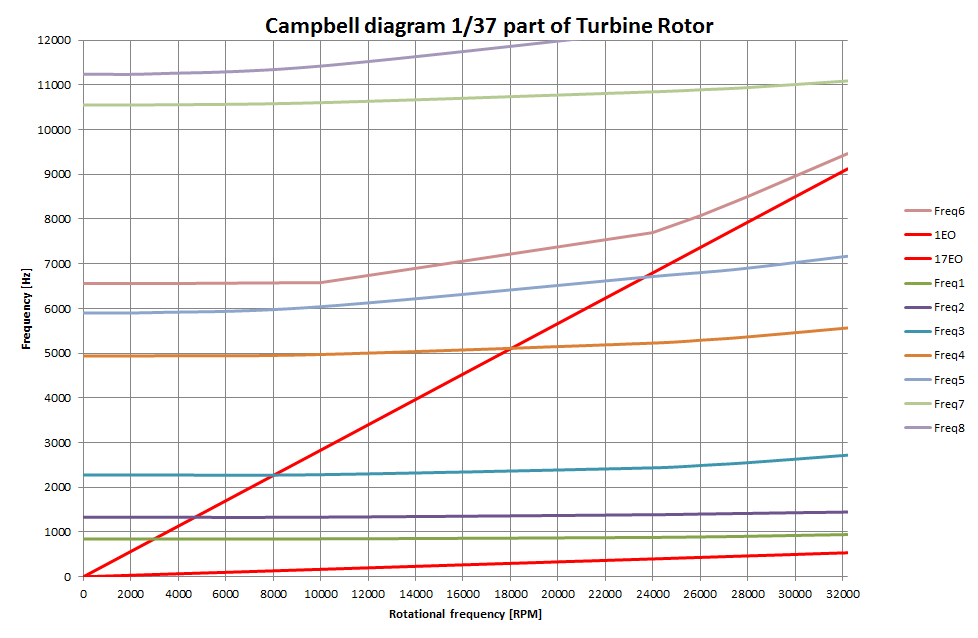 Campbell diagram 1/37 part of Turbine Rotor
12000
11000
10000
9000
8000
7000
6000
5000
4000
3000
2000
1000
0
Frequency [Hz]
0 2000 4000 6000 8000 10000 12000 14000 16000 18000 20000 22000 24000 26000 28000 30000 32000
Rotational frequency [RPM]
Freq6
1EO
17EO
Freq1
Freq2
Freq3
Freq4
Freq5
Freq7
Freq8